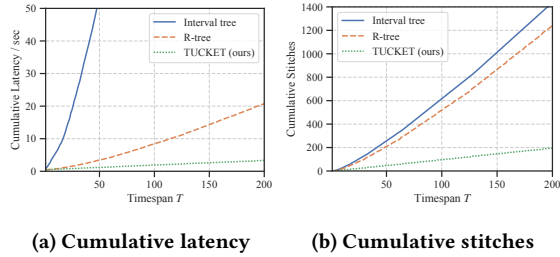 50
40
30
20
10
0
50
100
150
200
Cumulative Latency / sec
Timespan T
Interval tree
R-tree
TUCKET (ours)
(a) Cumulative latency
1400
1200
1000
800
600
400
200
0
50
100
150
200
Cumulative Stitches
Timespan T
Interval tree
R-tree
TUCKET (ours)
(b) Cumulative stitches